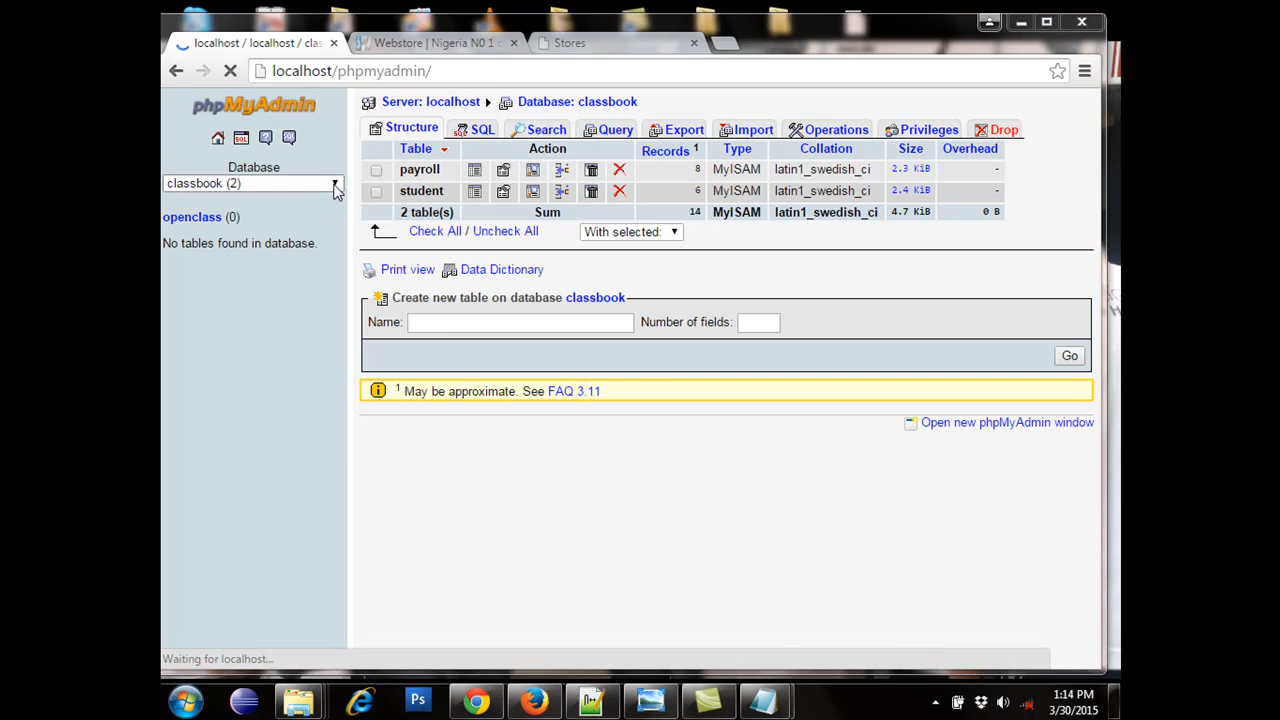 localhost / localhost / clas
Webstore | Nigeria N0 1 c
Stores
localhost/phpmyadmin/
phpMyAdmin
SQL
Database
classbook (2)
openclass (0)
No tables found in database.
Server: localhost
Database: classbook
Structure
SQL
Search
Query
Export
Import
Operations
Privileges
Drop
Table Action Records 1 Type Collation Size Overhead
payroll 8 MyISAM latin1_swedish_ci 2.3 KiB -
student 6 MyISAM latin1_swedish_ci 2.4 KiB -
2 table(s) Sum 14 MyISAM latin1_swedish_ci 4.7 KiB 0 B
Check All / Uncheck All With selected:
Print view Data Dictionary
Create new table on database classbook
Name: Number of fields:
Go
1 May be approximate. See FAQ 3.11
Open new phpMyAdmin window
Waiting for localhost...
Ps
1:14 PM
3/30/2015